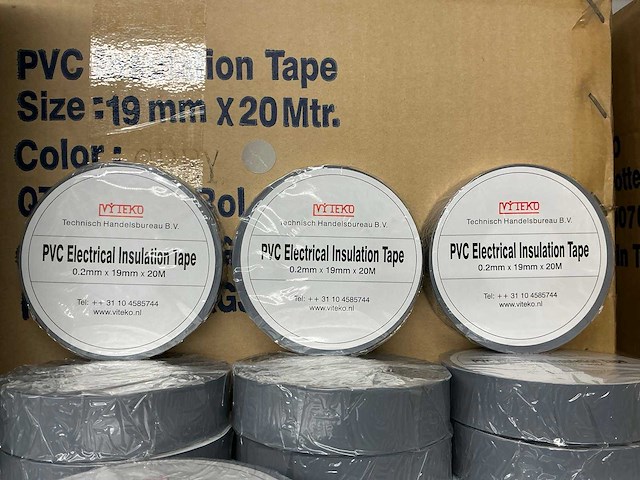 PVC Insulation Tape
Size : 19 mm X 20 Mtr.
Color :
VITEKO
Technisch Handelsbureau B.V.
PVC Electrical Insulation Tape
0.2mm x 19mm x 20M
Tel: ++ 31 10 4585744
www.viteko.nl
VITEKO
Technisch Handelsbureau B.V.
PVC Electrical Insulation Tape
0.2mm x 19mm x 20M
Tel: ++ 31 10 4585744
www.viteko.nl
VITEKO
Technisch Handelsbureau B.V.
PVC Electrical Insulation Tape
0.2mm x 19mm x 20M
Tel: ++ 31 10 4585744
www.viteko.nl